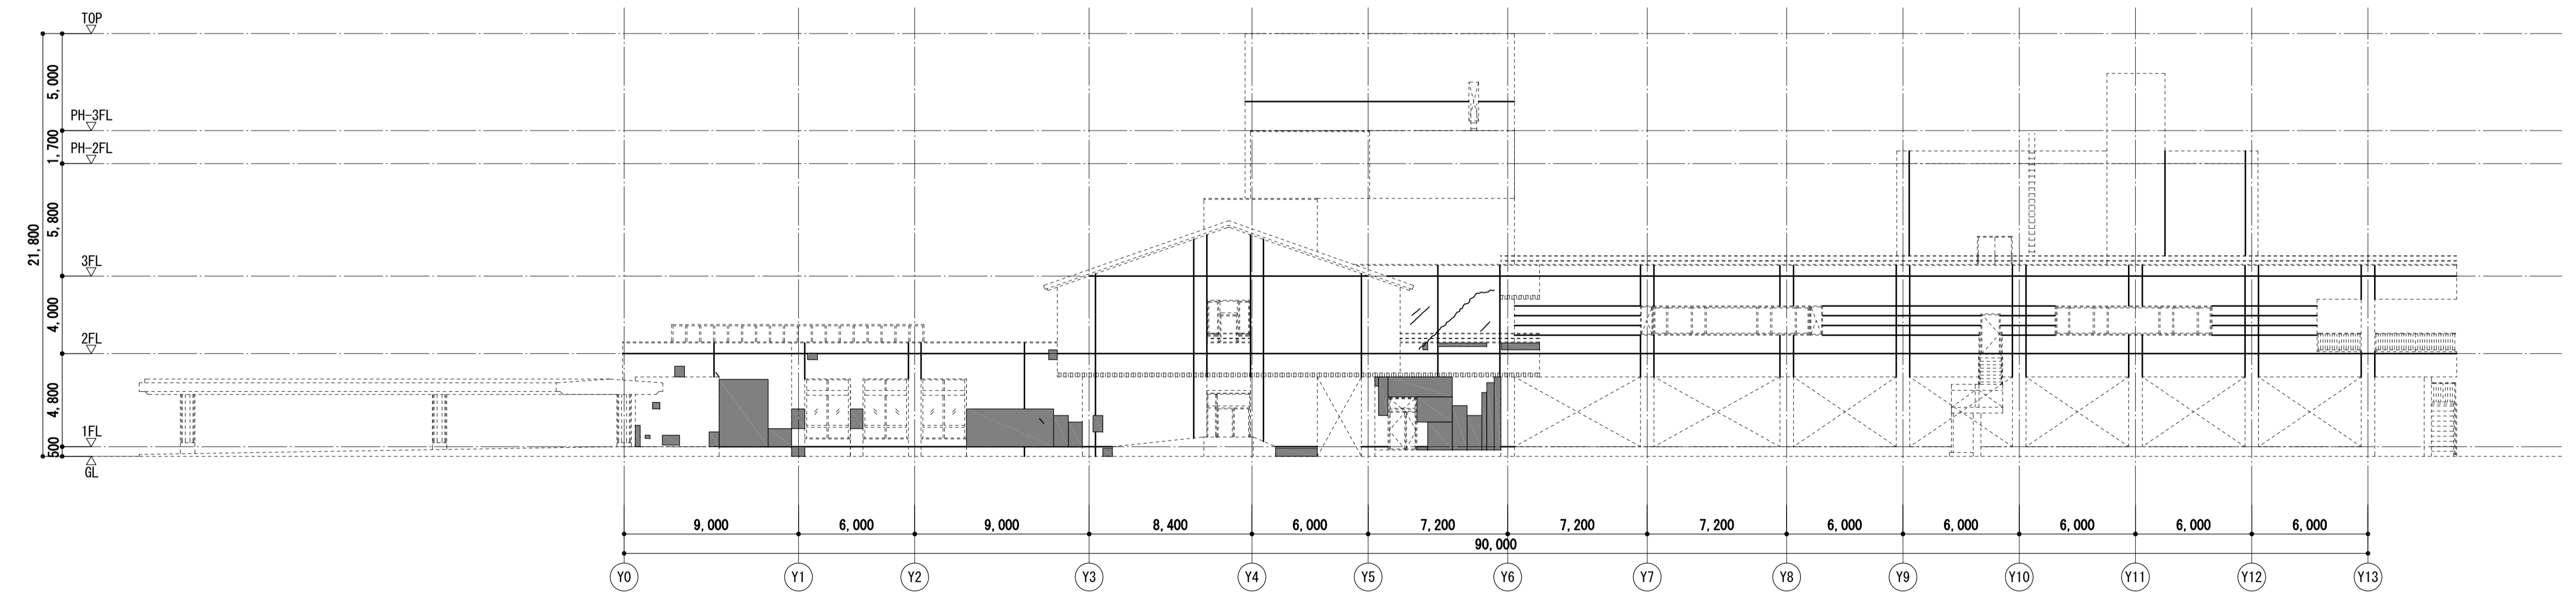 TOP
5,000
PH-3FL
1,700
PH-2FL
5,800
21,800
3FL
4,000
2FL
4,800
1FL
500
GL
9,000 6,000 9,000 8,400 6,000 7,200 7,200 7,200 6,000 6,000 6,000 6,000 6,000
90,000
Y0 Y1 Y2 Y3 Y4 Y5 Y6 Y7 Y8 Y9 Y10 Y11 Y12 Y13